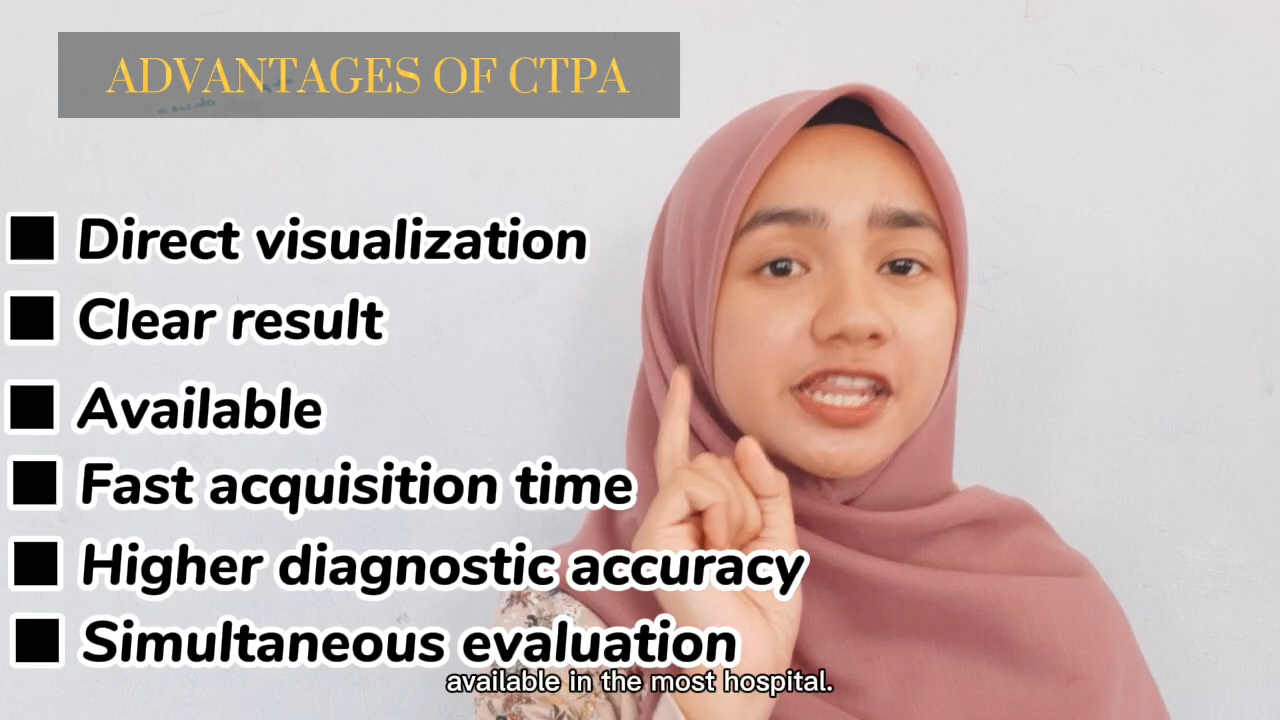 ADVANTAGES OF CTPA
Direct visualization
Clear result
Available
Fast acquisition time
Higher diagnostic accuracy
Simultaneous evaluation
available in the most hospital.